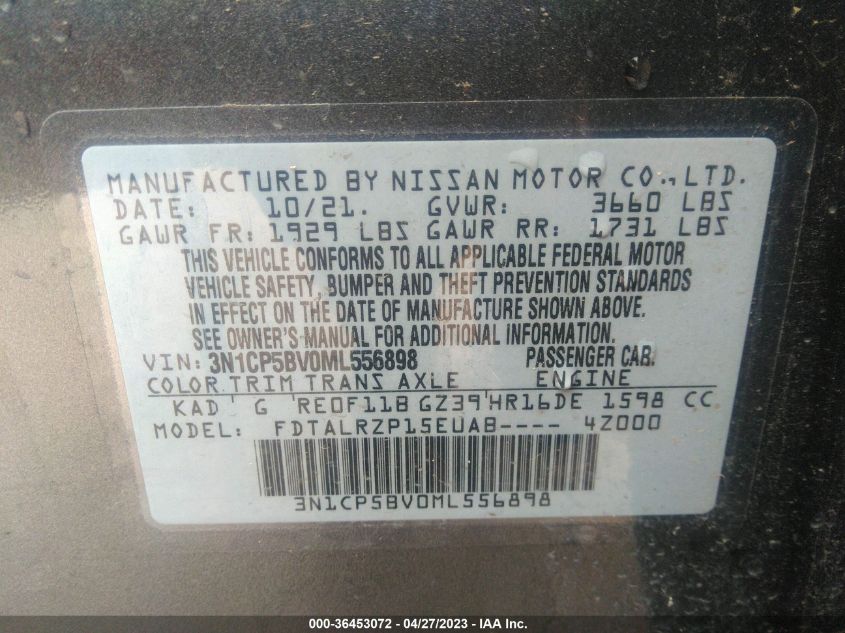 MANUFACTURED BY NISSAN MOTOR CO., LTD.
DATE: 10/21. GVWR: 3660 LBS
GAWR FR: 1929 LBS GAWR RR: 1731 LBS
THIS VEHICLE CONFORMS TO ALL APPLICABLE FEDERAL MOTOR
VEHICLE SAFETY, BUMPER AND THEFT PREVENTION STANDARDS
IN EFFECT ON THE DATE OF MANUFACTURE SHOWN ABOVE.
SEE OWNER'S MANUAL FOR ADDITIONAL INFORMATION.
VIN: 3N1CP5BV0ML556898 PASSENGER CAR.
COLOR TRIM TRANS AXLE ENGINE
KAD G RE0F11B GZ39 HR16DE 1598 CC
MODEL: FDTALRZP15EUAB---- 4Z000
3N1CP5BV0ML556898
000-36453072 - 04/27/2023 - IAA Inc.